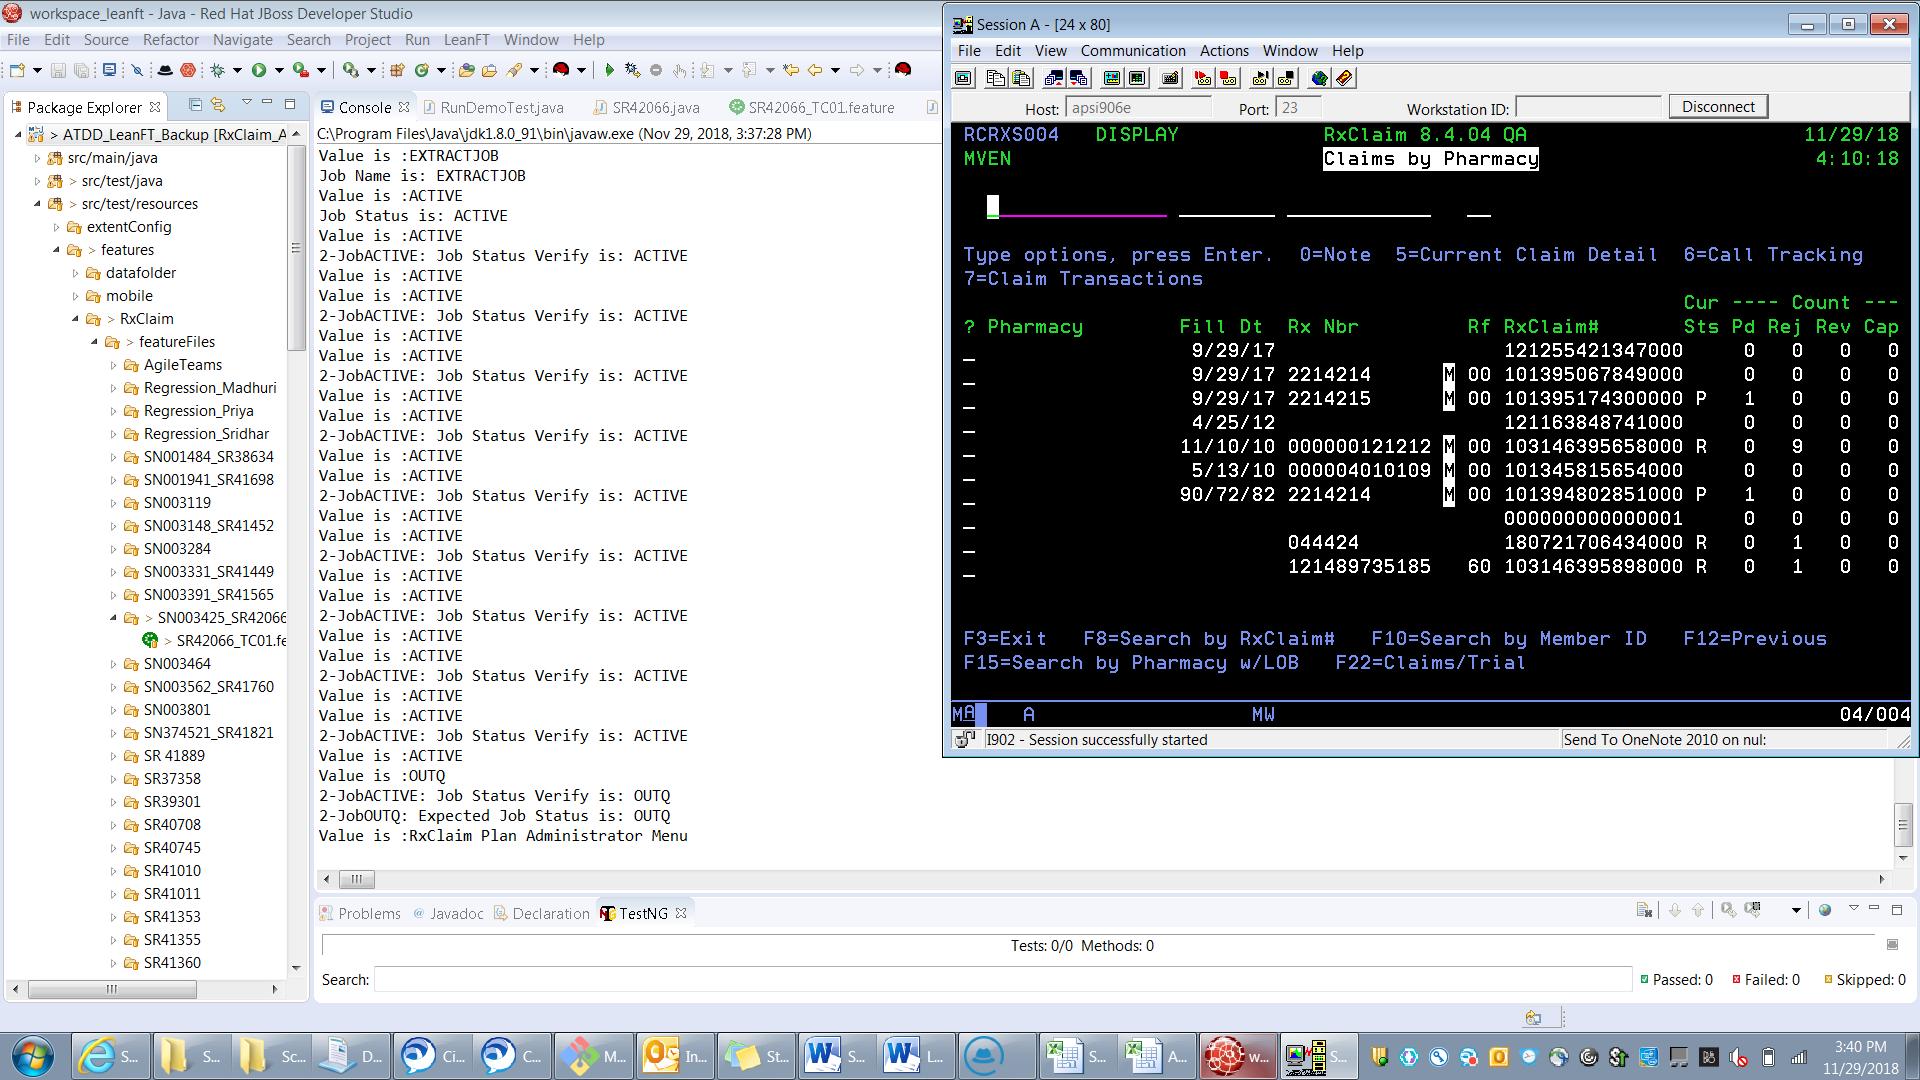 workspace_leanft - Java - Red Hat JBoss Developer Studio
File Edit Source Refactor Navigate Search Project Run LeanFT Window Help
Package Explorer
ATDD_LeanFT_Backup [RxClaim_A
src/main/java
src/test/java
src/test/resources
extentConfig
features
datafolder
mobile
RxClaim
featureFiles
AgileTeams
Regression_Madhuri
Regression_Priya
Regression_Sridhar
SN001484_SR38634
SN001941_SR41698
SN003119
SN003148_SR41452
SN003284
SN003331_SR41449
SN003391_SR41565
SN003425_SR42066
SR42066_TC01.fe
SN003464
SN003562_SR41760
SN003801
SN374521_SR41821
SR 41889
SR37358
SR39301
SR40708
SR40745
SR41010
SR41011
SR41353
SR41355
SR41360
Console RunDemoTest.java SR42066.java SR42066_TC01.feature
C:\Program Files\Java\jdk1.8.0_91\bin\javaw.exe (Nov 29, 2018, 3:37:28 PM)
Value is :EXTRACTJOB
Job Name is: EXTRACTJOB
Value is :ACTIVE
Job Status is: ACTIVE
Value is :ACTIVE
2-JobACTIVE: Job Status Verify is: ACTIVE
Value is :ACTIVE
Value is :ACTIVE
2-JobACTIVE: Job Status Verify is: ACTIVE
Value is :ACTIVE
Value is :ACTIVE
2-JobACTIVE: Job Status Verify is: ACTIVE
Value is :ACTIVE
Value is :ACTIVE
2-JobACTIVE: Job Status Verify is: ACTIVE
Value is :ACTIVE
Value is :ACTIVE
2-JobACTIVE: Job Status Verify is: ACTIVE
Value is :ACTIVE
Value is :ACTIVE
2-JobACTIVE: Job Status Verify is: ACTIVE
Value is :ACTIVE
Value is :ACTIVE
2-JobACTIVE: Job Status Verify is: ACTIVE
Value is :ACTIVE
Value is :ACTIVE
2-JobACTIVE: Job Status Verify is: ACTIVE
Value is :ACTIVE
Value is :ACTIVE
2-JobACTIVE: Job Status Verify is: ACTIVE
Value is :ACTIVE
Value is :OUTQ
2-JobACTIVE: Job Status Verify is: OUTQ
2-JobOUTQ: Expected Job Status is: OUTQ
Value is :RxClaim Plan Administrator Menu
Problems Javadoc Declaration TestNG
Tests: 0/0 Methods: 0
Search: Passed: 0 Failed: 0 Skipped: 0
Session A - [24 x 80]
File Edit View Communication Actions Window Help
Host: apsi906e Port: 23 Workstation ID: Disconnect
RCRXS004 DISPLAY RxClaim 8.4.04 QA 11/29/18
MVEN Claims by Pharmacy 4:10:18
Type options, press Enter. 0=Note 5=Current Claim Detail 6=Call Tracking
7=Claim Transactions
Cur ---- Count ---
? Pharmacy Fill Dt Rx Nbr Rf RxClaim# Sts Pd Rej Rev Cap
_ 9/29/17 121255421347000 0 0 0 0
_ 9/29/17 2214214 M 00 101395067849000 0 0 0 0
_ 9/29/17 2214215 M 00 101395174300000 P 1 0 0 0
_ 4/25/12 121163848741000 0 0 0 0
_ 11/10/10 000000121212 M 00 103146395658000 R 0 9 0 0
_ 5/13/10 000004010109 M 00 101345815654000 0 0 0 0
_ 90/72/82 2214214 M 00 101394802851000 P 1 0 0 0
_ 000000000000001 0 0 0 0
_ 044424 180721706434000 R 0 1 0 0
_ 121489735185 60 103146395898000 R 0 1 0 0
F3=Exit F8=Search by RxClaim# F10=Search by Member ID F12=Previous
F15=Search by Pharmacy w/LOB F22=Claims/Trial
MA A MW 04/004
I902 - Session successfully started Send To OneNote 2010 on nul:
S... S... Sc... D... Ci... C... M... In... St... S... L... S... A... w... S... 3:40 PM
11/29/2018